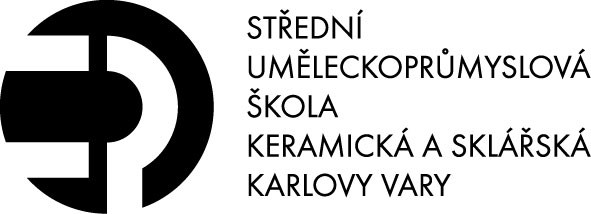 STŘEDNÍ
UMĚLECKOPRŮMYSLOVÁ
ŠKOLA
KERAMICKÁ A SKLÁŘSKÁ
KARLOVY VARY